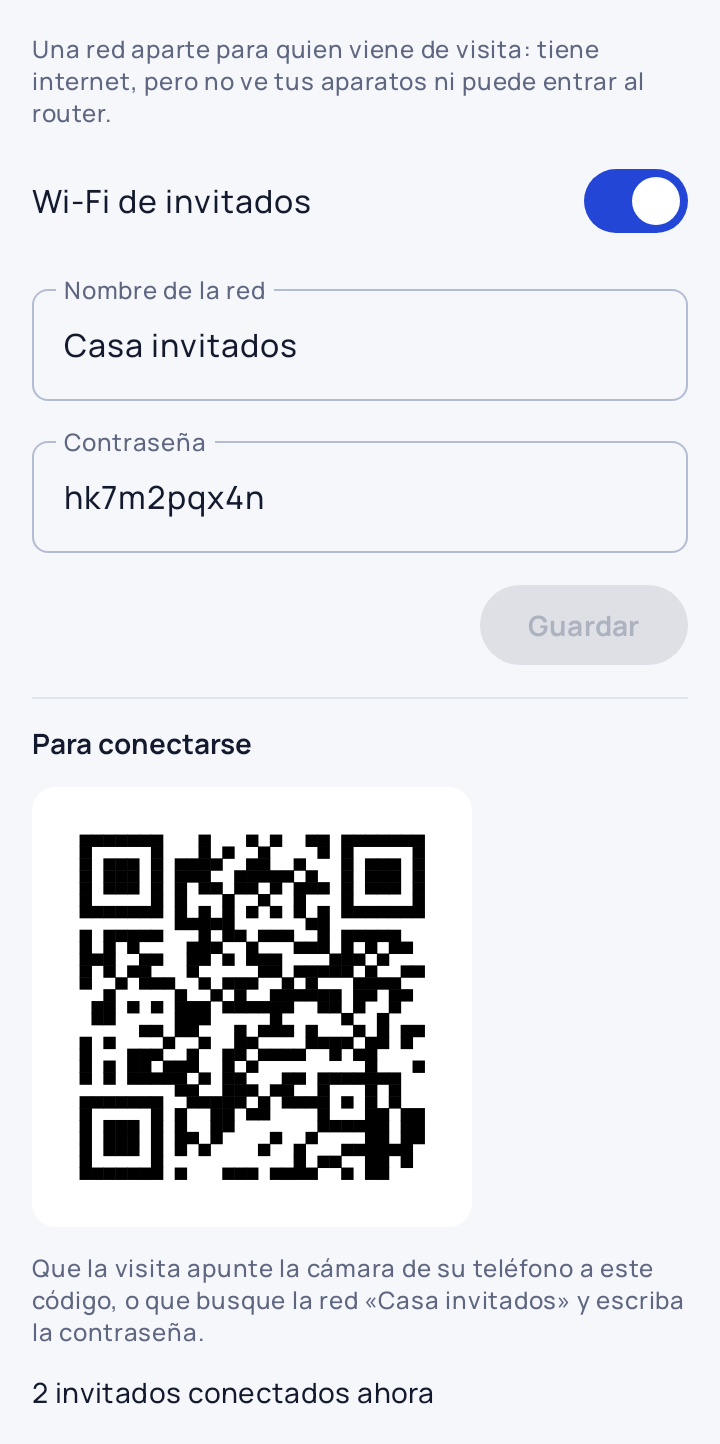 Una red aparte para quien viene de visita: tiene
internet, pero no ve tus aparatos ni puede entrar al
router.
Wi-Fi de invitados
Nombre de la red
Casa invitados
Contraseña
hk7m2pqx4n
Guardar
Para conectarse
Que la visita apunte la cámara de su teléfono a este
código, o que busque la red «Casa invitados» y escriba
la contraseña.
2 invitados conectados ahora